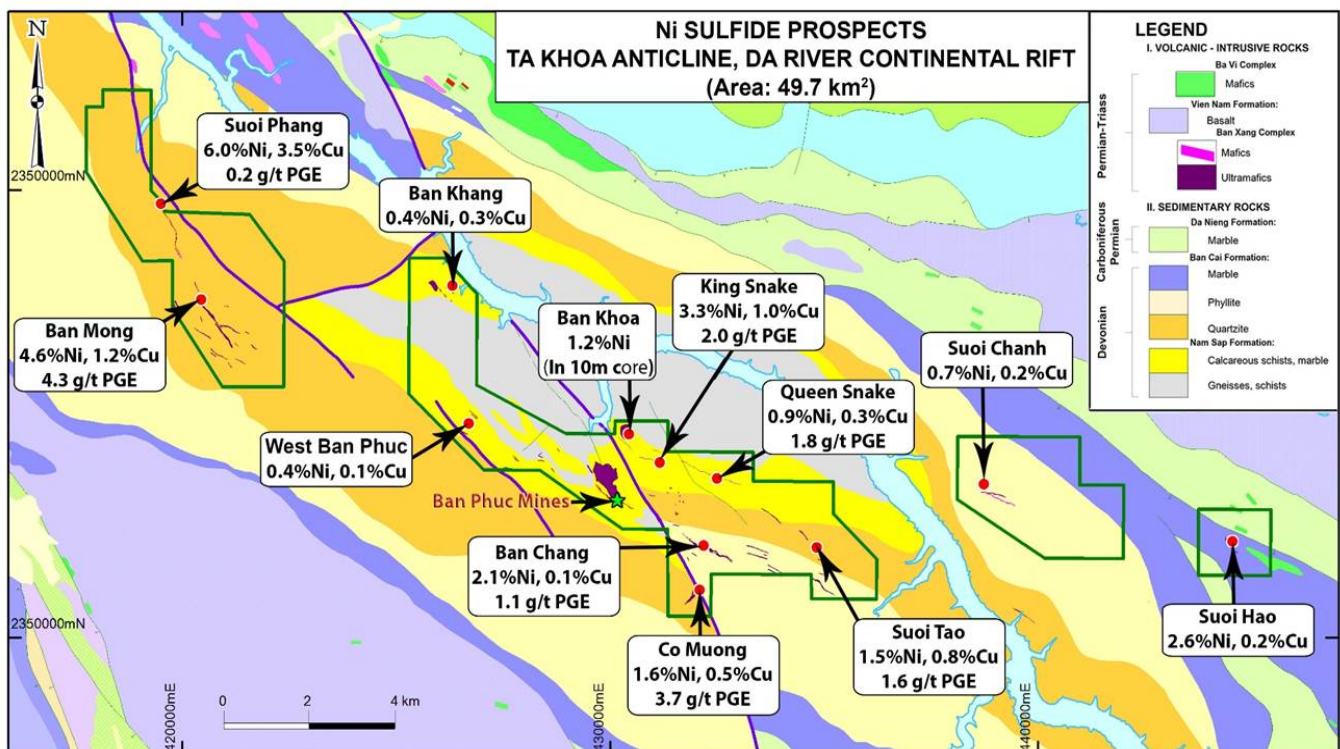 Ni SULFIDE PROSPECTS
TA KHOA ANTICLINE, DA RIVER CONTINENTAL RIFT
(Area: 49.7 km²)
N
LEGEND
I. VOLCANIC - INTRUSIVE ROCKS
Ba Vi Complex
Mafics
Vien Nam Formation:
Basalt
Ban Xang Complex
Mafics
Ultramafics
Permian-Triass
II. SEDIMENTARY ROCKS
Da Nieng Formation:
Marble
Carboniferous
Permian
Ban Cai Formation:
Marble
Phyllite
Quartzite
Nam Sap Formation:
Calcareous schists, marble
Gneisses, schists
Devonian
Suoi Phang
6.0%Ni, 3.5%Cu
0.2 g/t PGE
2350000mN
Ban Khang
0.4%Ni, 0.3%Cu
King Snake
3.3%Ni, 1.0%Cu
2.0 g/t PGE
Ban Khoa
1.2%Ni
(In 10m core)
Ban Mong
4.6%Ni, 1.2%Cu
4.3 g/t PGE
Suoi Chanh
0.7%Ni, 0.2%Cu
Queen Snake
0.9%Ni, 0.3%Cu
1.8 g/t PGE
West Ban Phuc
0.4%Ni, 0.1%Cu
Ban Phuc Mines
Ban Chang
2.1%Ni, 0.1%Cu
1.1 g/t PGE
Suoi Hao
2.6%Ni, 0.2%Cu
Suoi Tao
1.5%Ni, 0.8%Cu
1.6 g/t PGE
Co Muong
1.6%Ni, 0.5%Cu
3.7 g/t PGE
2350000mN
0 2 4 km
420000mE
430000mE
440000mE